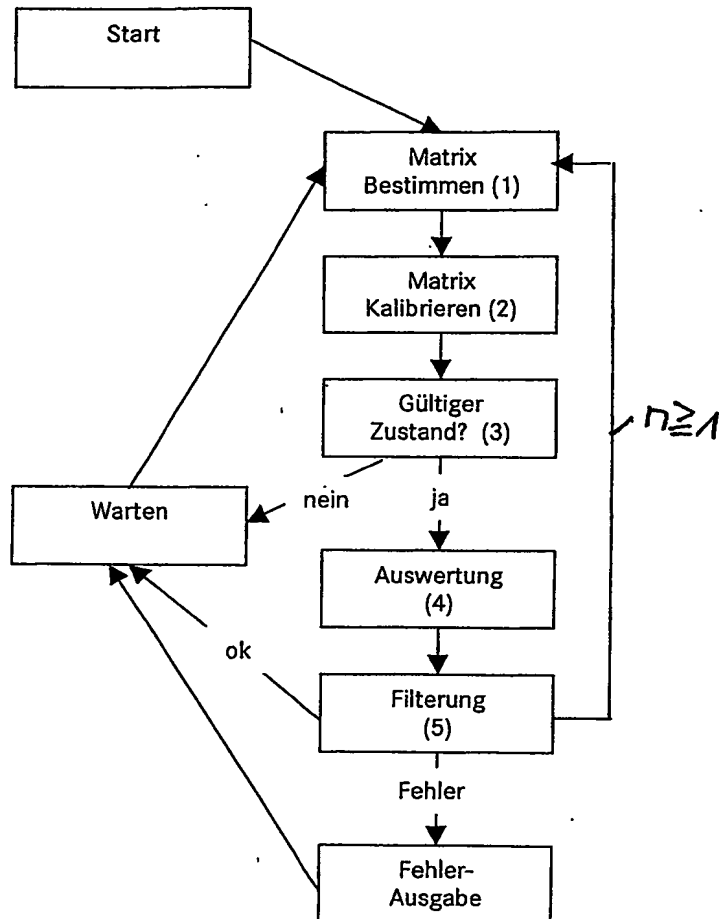 Start
Matrix
Bestimmen (1)
Matrix
Kalibrieren (2)
n≧1
Gültiger
Zustand? (3)
Warten
nein
ja
Auswertung
(4)
ok
Filterung
(5)
Fehler
Fehler-
Ausgabe